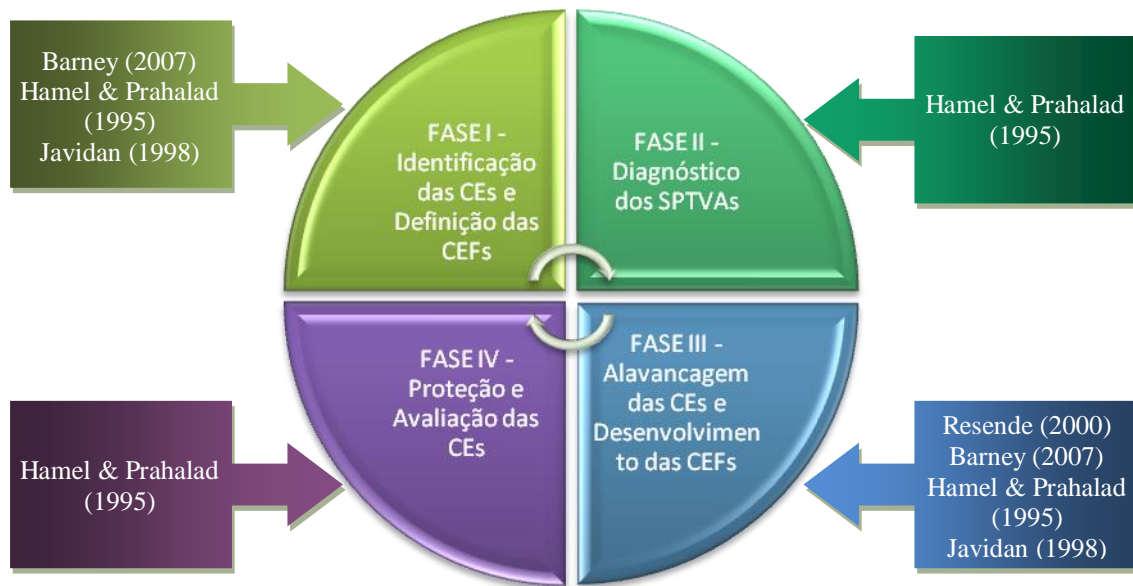 Barney (2007)
Hamel & Prahalad
(1995)
Javidan (1998)
FASE I -
Identificação
das CEs e
Definição das
CEFs
FASE II -
Diagnóstico
dos SPTVAs
Hamel & Prahalad
(1995)
Hamel & Prahalad
(1995)
FASE IV -
Proteção e
Avaliação das
CEs
FASE III -
Alavancagem
das CEs e
Desenvolvimen
to das CEFs
Resende (2000)
Barney (2007)
Hamel & Prahalad
(1995)
Javidan (1998)